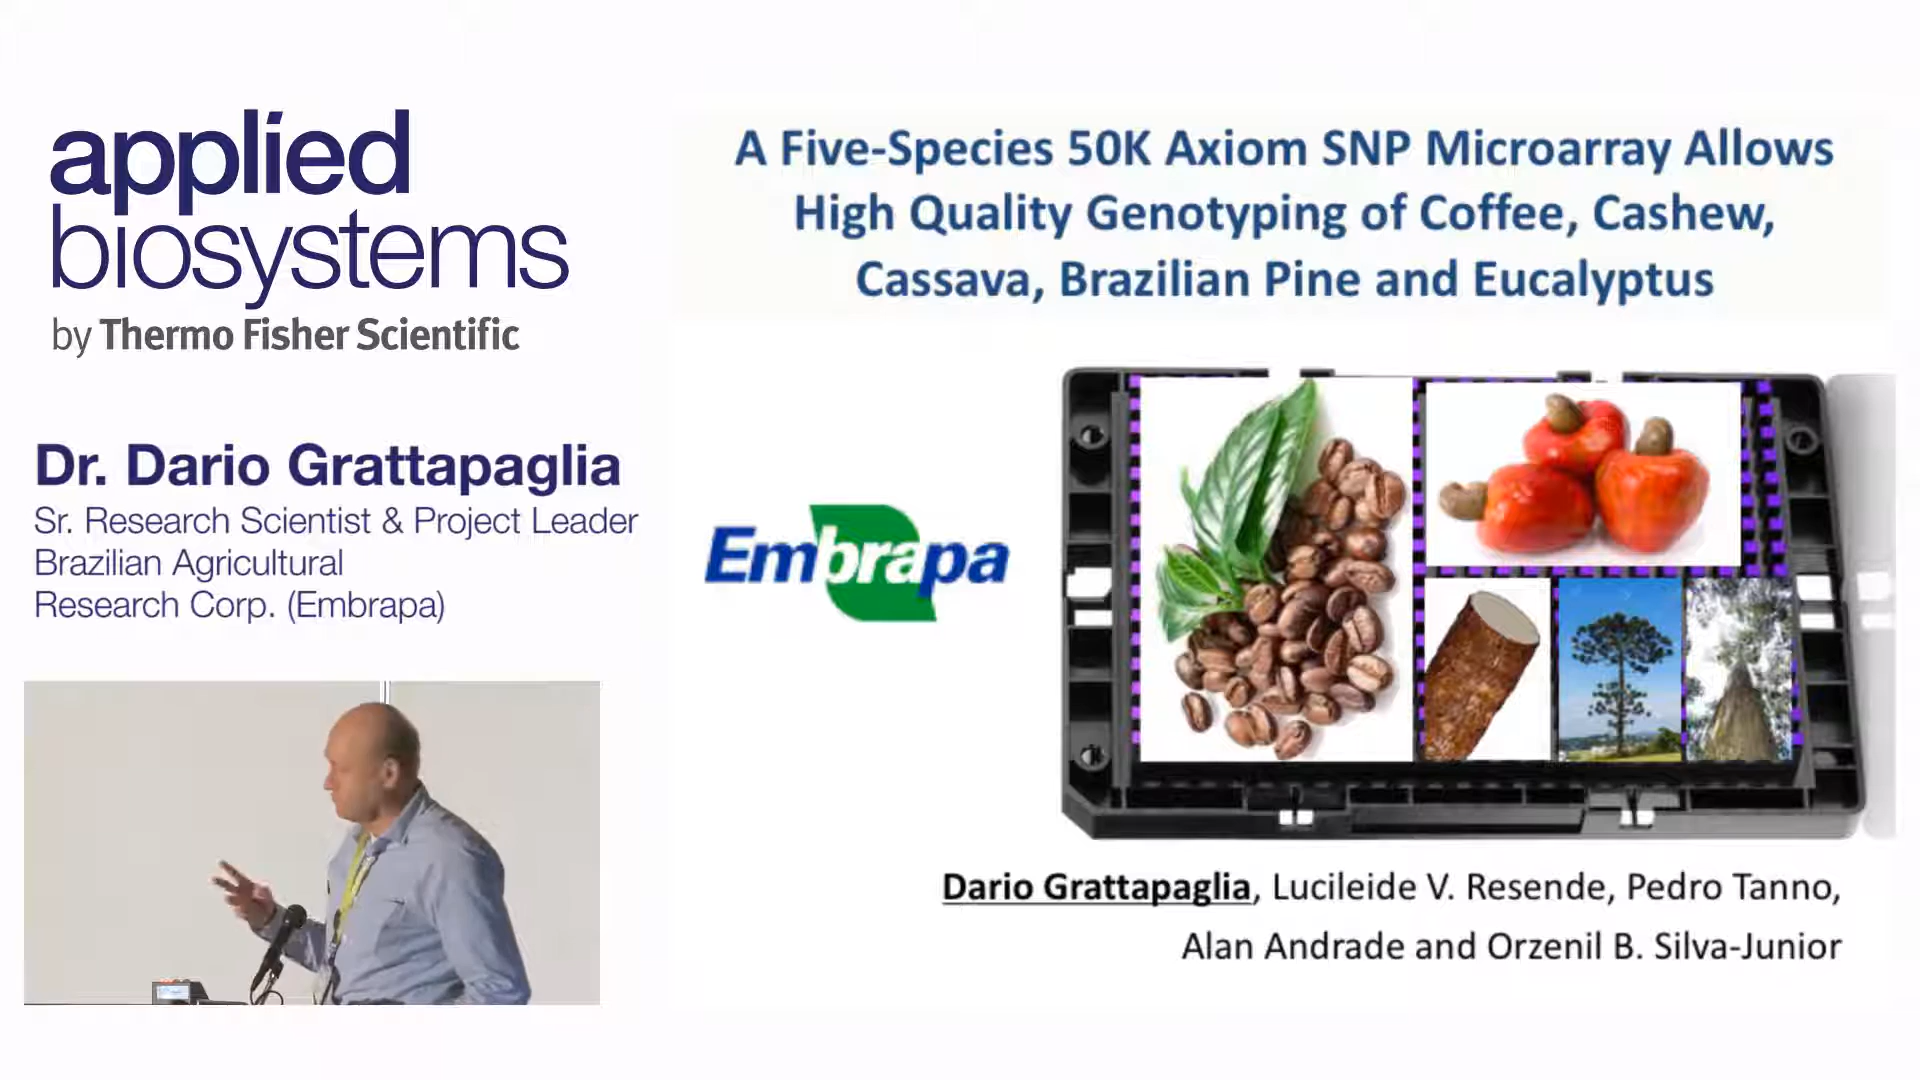 applied
biosystems
by Thermo Fisher Scientific
Dr. Dario Grattapaglia
Sr. Research Scientist & Project Leader
Brazilian Agricultural
Research Corp. (Embrapa)
A Five-Species 50K Axiom SNP Microarray Allows
High Quality Genotyping of Coffee, Cashew,
Cassava, Brazilian Pine and Eucalyptus
Embrapa
Dario Grattapaglia, Lucileide V. Resende, Pedro Tanno,
Alan Andrade and Orzenil B. Silva-Junior